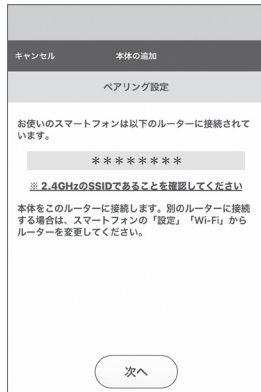 キャンセル 本体の追加
ペアリング設定
お使いのスマートフォンは以下のルーターに接続されて
います。
********
※ 2.4GHzのSSIDであることを確認してください
本体をこのルーターに接続します。別のルーターに接続
する場合は、スマートフォンの「設定」「Wi-Fi」から
ルーターを変更してください。
次へ